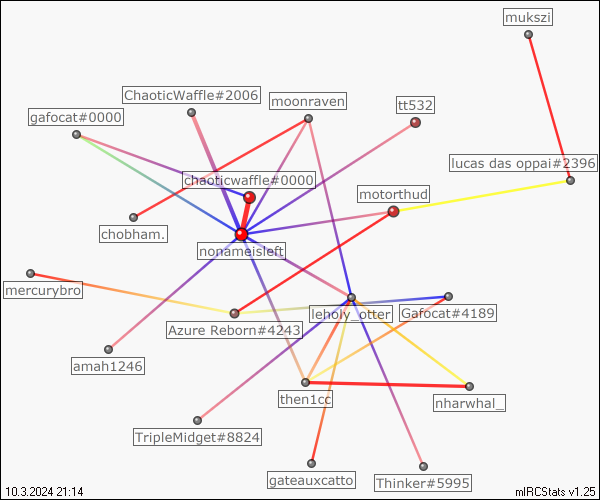 mukszi
ChaoticWaffle#2006
moonraven
tt532
gafocat#0000
lucas das oppai#2396
chaoticwaffle#0000
motorthud
chobham.
nonameisleft
mercurybro
leholy_otter
Gafocat#4189
Azure Reborn#4243
amah1246
then1cc
nharwhal_
TripleMidget#8824
gateauxcatto
Thinker#5995
10.3.2024 21:14
mIRCStats v1.25